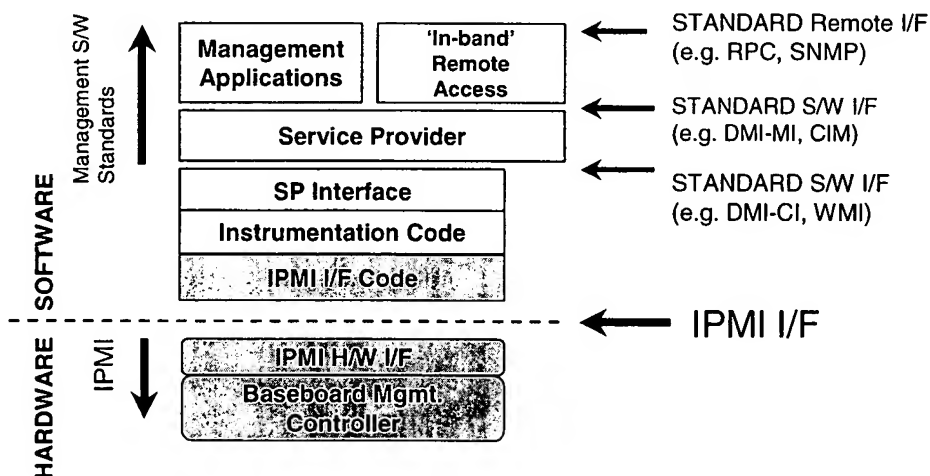 Management S/W
Standards
Management
Applications
'In-band'
Remote
Access
STANDARD Remote I/F
(e.g. RPC, SNMP)
Service Provider
STANDARD S/W I/F
(e.g. DMI-MI, CIM)
SP Interface
STANDARD S/W I/F
(e.g. DMI-CI, WMI)
Instrumentation Code
IPMI I/F Code
SOFTWARE
IPMI I/F
HARDWARE
IPMI
IPMI H/W I/F
Baseboard Mgmt.
Controller